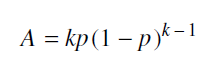 A = kp(1 − p)^{k − 1}